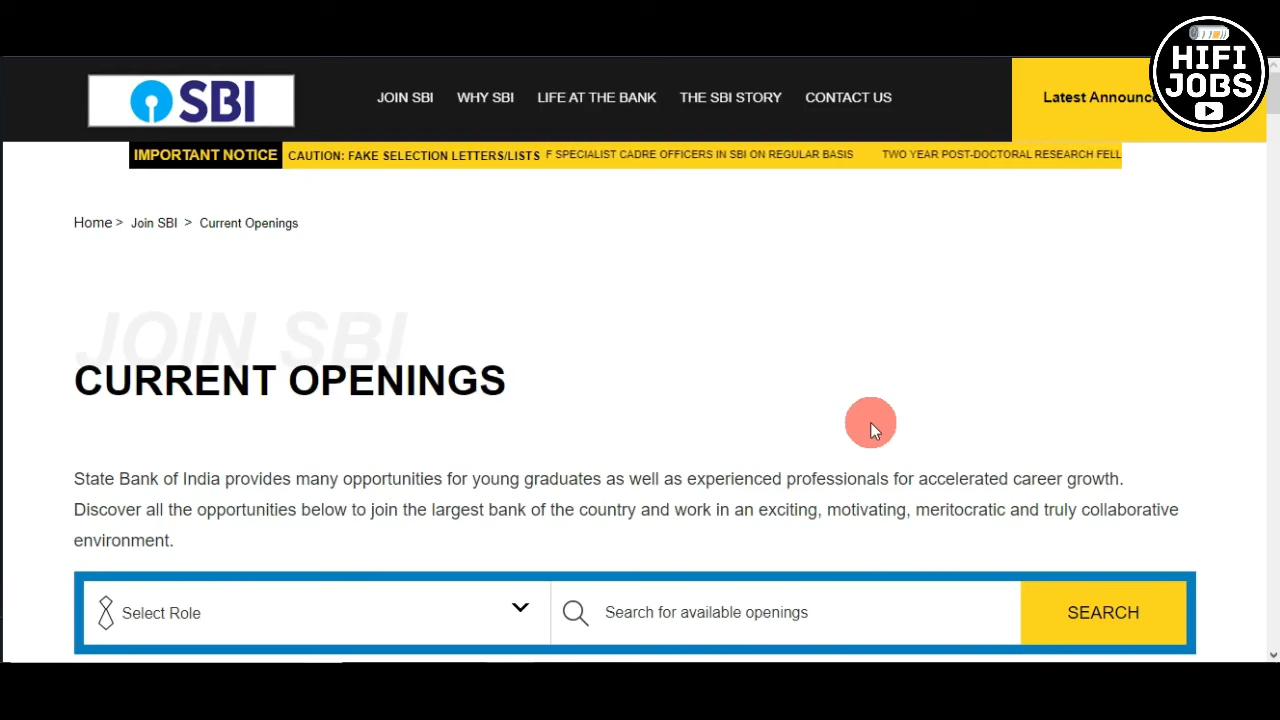 HIFI
JOBS
SBI
JOIN SBI
WHY SBI
LIFE AT THE BANK
THE SBI STORY
CONTACT US
Latest
IMPORTANT NOTICE
CAUTION: FAKE SELECTION LETTERS/LISTS
F SPECIALIST CADRE OFFICERS IN SBI ON REGULAR BASIS
TWO YEAR POST-DOCTORAL RESEARCH FELL
Home > Join SBI > Current Openings
JOIN SBI
CURRENT OPENINGS
State Bank of India provides many opportunities for young graduates as well as experienced professionals for accelerated career growth.
Discover all the opportunities below to join the largest bank of the country and work in an exciting, motivating, meritocratic and truly collaborative
environment.
Select Role
Search for available openings
SEARCH